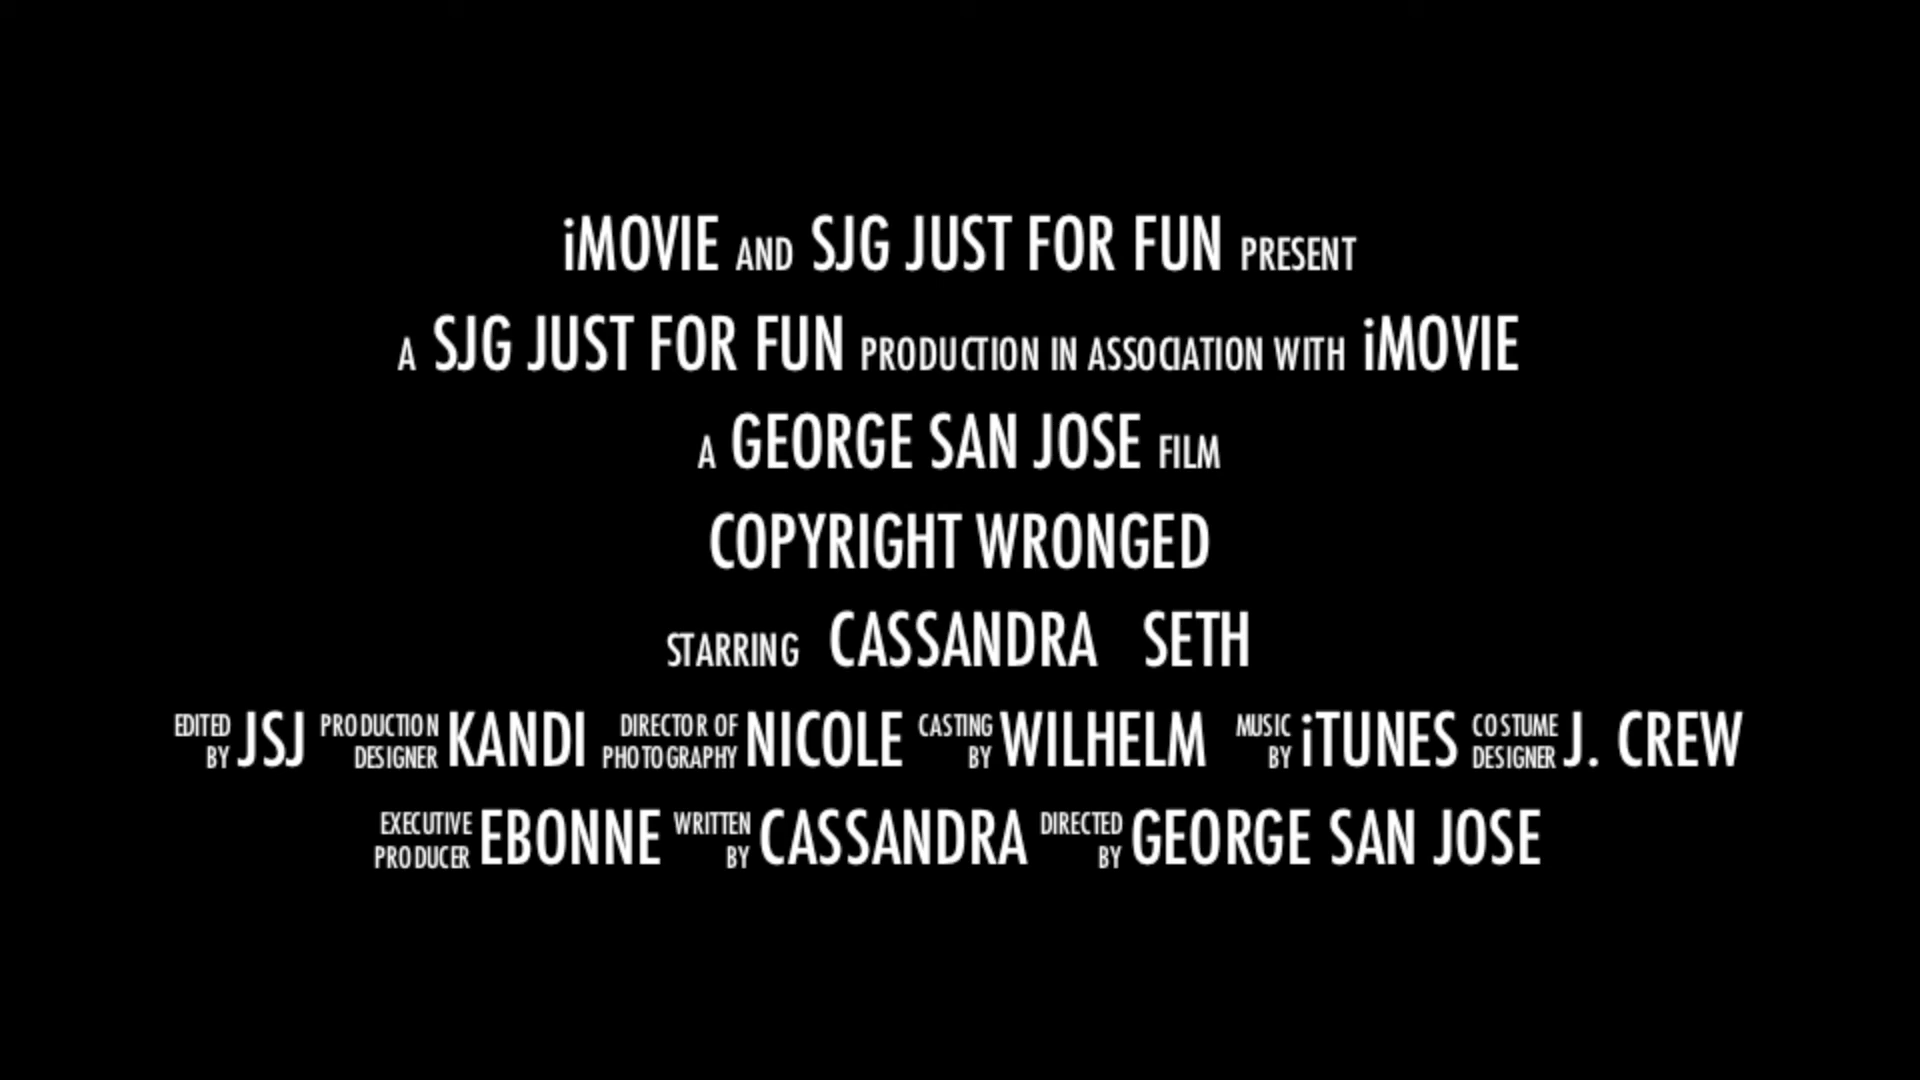 iMOVIE AND SJG JUST FOR FUN PRESENT
A SJG JUST FOR FUN PRODUCTION IN ASSOCIATION WITH iMOVIE
A GEORGE SAN JOSE FILM
COPYRIGHT WRONGED
STARRING CASSANDRA SETH
EDITED BY JSJ PRODUCTION DESIGNER KANDI DIRECTOR OF PHOTOGRAPHY NICOLE CASTING BY WILHELM MUSIC BY iTUNES COSTUME DESIGNER J. CREW
EXECUTIVE PRODUCER EBONNE WRITTEN BY CASSANDRA DIRECTED BY GEORGE SAN JOSE